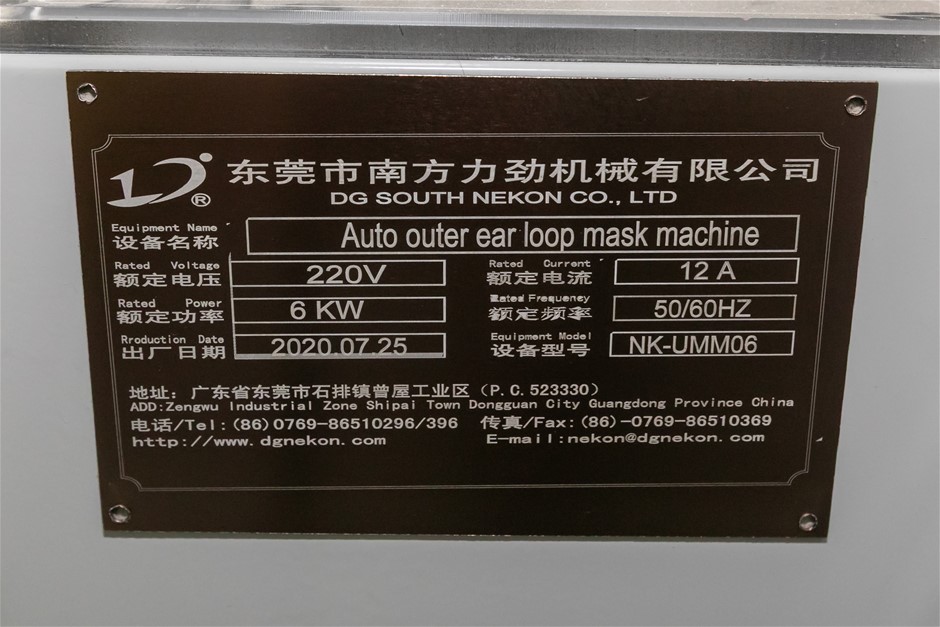 东莞市南方力劲机械有限公司
®
DG SOUTH NEKON CO., LTD
Equipment Name
设备名称
Auto outer ear loop mask machine
Rated Voltage
额定电压
220V
Rated Current
额定电流
12 A
Rated Power
额定功率
6 KW
Rated Frequency
额定频率
50/60HZ
Rroduction Date
出厂日期
2020.07.25
Equipment Model
设备型号
NK-UMM06
地址：广东省东莞市石排镇曾屋工业区（P.C.523330）
ADD:Zengwu Industrial Zone Shipai Town Dongguan City Guangdong Province China
电话/Tel:(86)0769-86510296/396 传真/Fax:(86)-0769-86510369
http://www.dgnekon.com E-mail:nekon@dgnekon.com